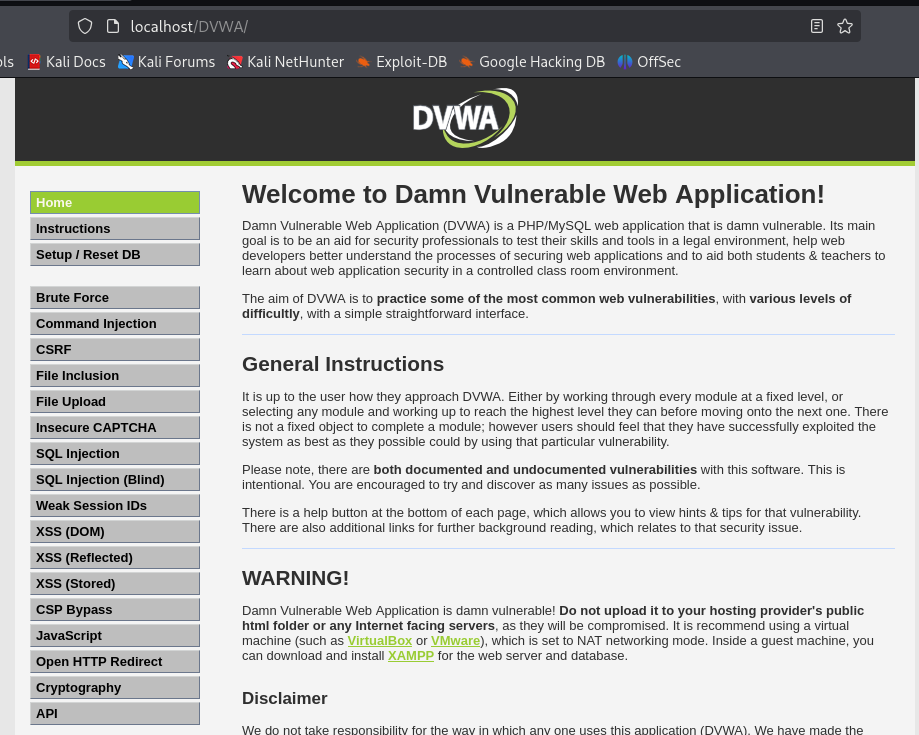 localhost/DVWA/
ols Kali Docs Kali Forums Kali NetHunter Exploit-DB Google Hacking DB OffSec
DVWA
Home
Instructions
Setup / Reset DB
Brute Force
Command Injection
CSRF
File Inclusion
File Upload
Insecure CAPTCHA
SQL Injection
SQL Injection (Blind)
Weak Session IDs
XSS (DOM)
XSS (Reflected)
XSS (Stored)
CSP Bypass
JavaScript
Open HTTP Redirect
Cryptography
API
Welcome to Damn Vulnerable Web Application!
Damn Vulnerable Web Application (DVWA) is a PHP/MySQL web application that is damn vulnerable. Its main
goal is to be an aid for security professionals to test their skills and tools in a legal environment, help web
developers better understand the processes of securing web applications and to aid both students & teachers to
learn about web application security in a controlled class room environment.
The aim of DVWA is to practice some of the most common web vulnerabilities, with various levels of
difficultly, with a simple straightforward interface.
General Instructions
It is up to the user how they approach DVWA. Either by working through every module at a fixed level, or
selecting any module and working up to reach the highest level they can before moving onto the next one. There
is not a fixed object to complete a module; however users should feel that they have successfully exploited the
system as best as they possible could by using that particular vulnerability.
Please note, there are both documented and undocumented vulnerabilities with this software. This is
intentional. You are encouraged to try and discover as many issues as possible.
There is a help button at the bottom of each page, which allows you to view hints & tips for that vulnerability.
There are also additional links for further background reading, which relates to that security issue.
WARNING!
Damn Vulnerable Web Application is damn vulnerable! Do not upload it to your hosting provider's public
html folder or any Internet facing servers, as they will be compromised. It is recommend using a virtual
machine (such as VirtualBox or VMware), which is set to NAT networking mode. Inside a guest machine, you
can download and install XAMPP for the web server and database.
Disclaimer
We do not take responsibility for the way in which any one uses this application (DVWA). We have made the